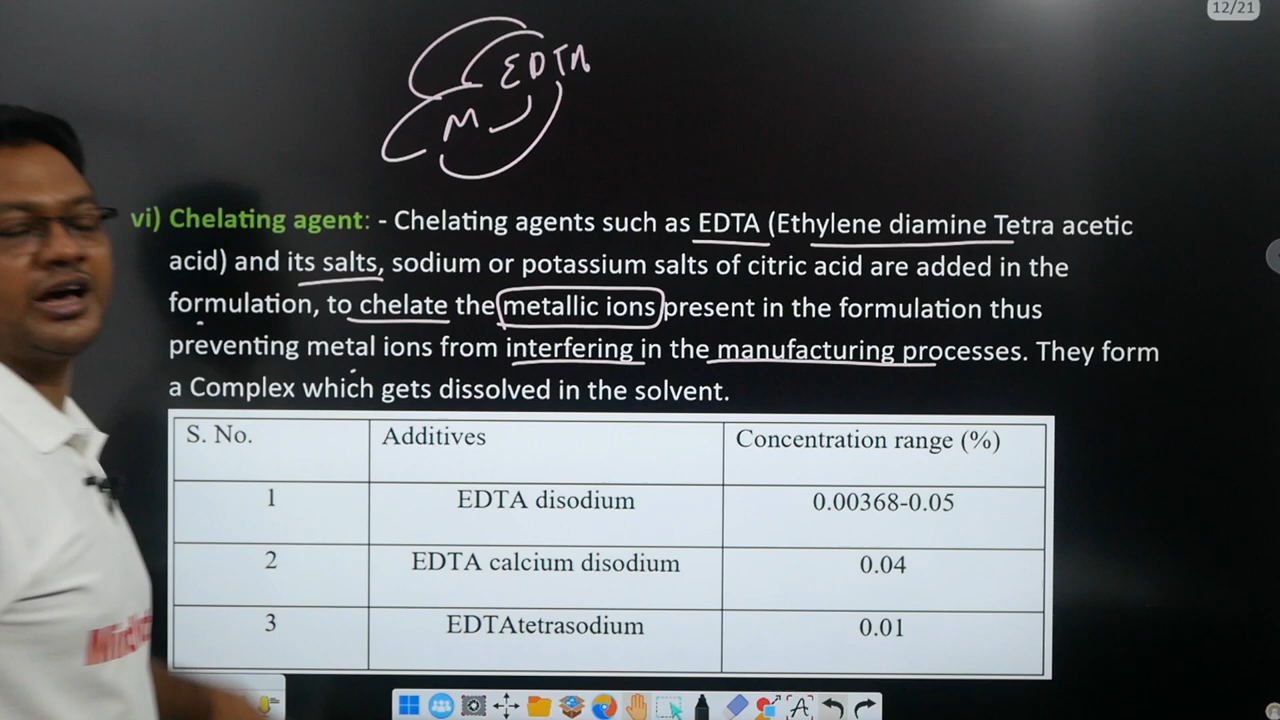 12/21
EDTA
M
vi) Chelating agent: - Chelating agents such as EDTA (Ethylene diamine Tetra acetic
acid) and its salts, sodium or potassium salts of citric acid are added in the
formulation, to chelate the metallic ions present in the formulation thus
preventing metal ions from interfering in the manufacturing processes. They form
a Complex which gets dissolved in the solvent.
S. No. Additives Concentration range (%)
1 EDTA disodium 0.00368-0.05
2 EDTA calcium disodium 0.04
3 EDTAtetrasodium 0.01
A